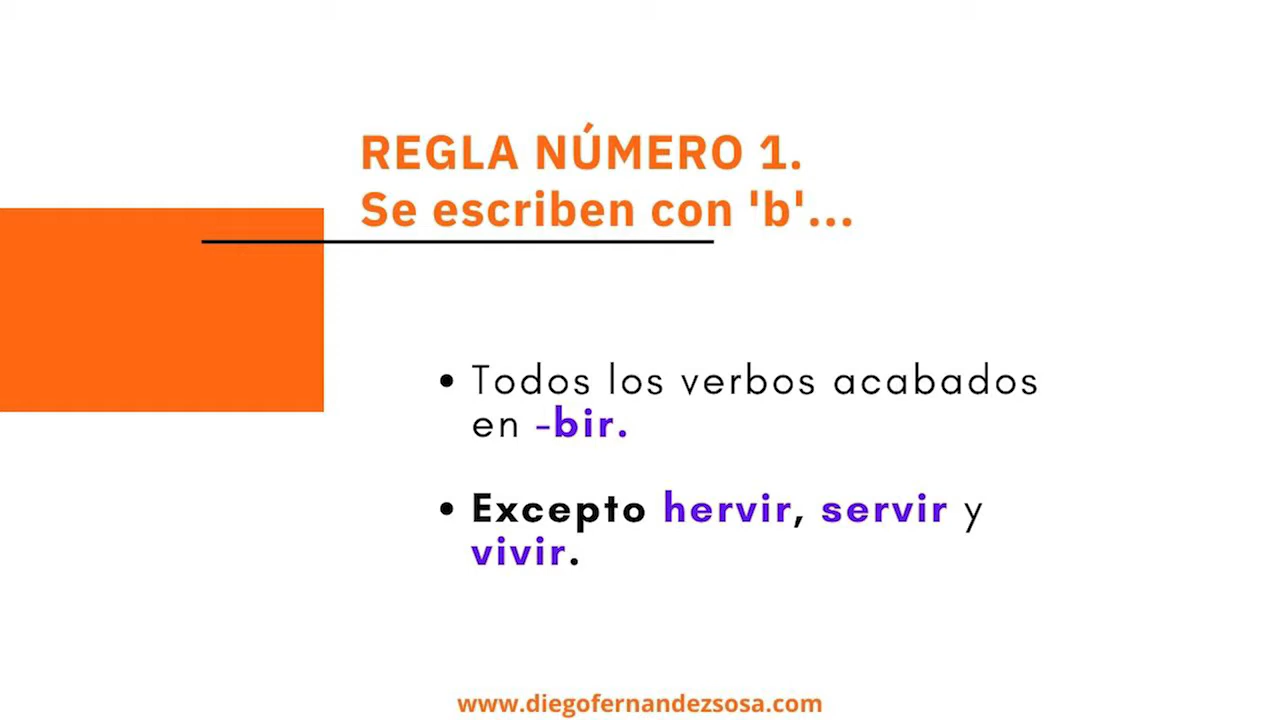 REGLA NÚMERO 1.
Se escriben con 'b'...
• Todos los verbos acabados
en -bir.
• Excepto hervir, servir y
vivir.
www.diegofernandezsosa.com